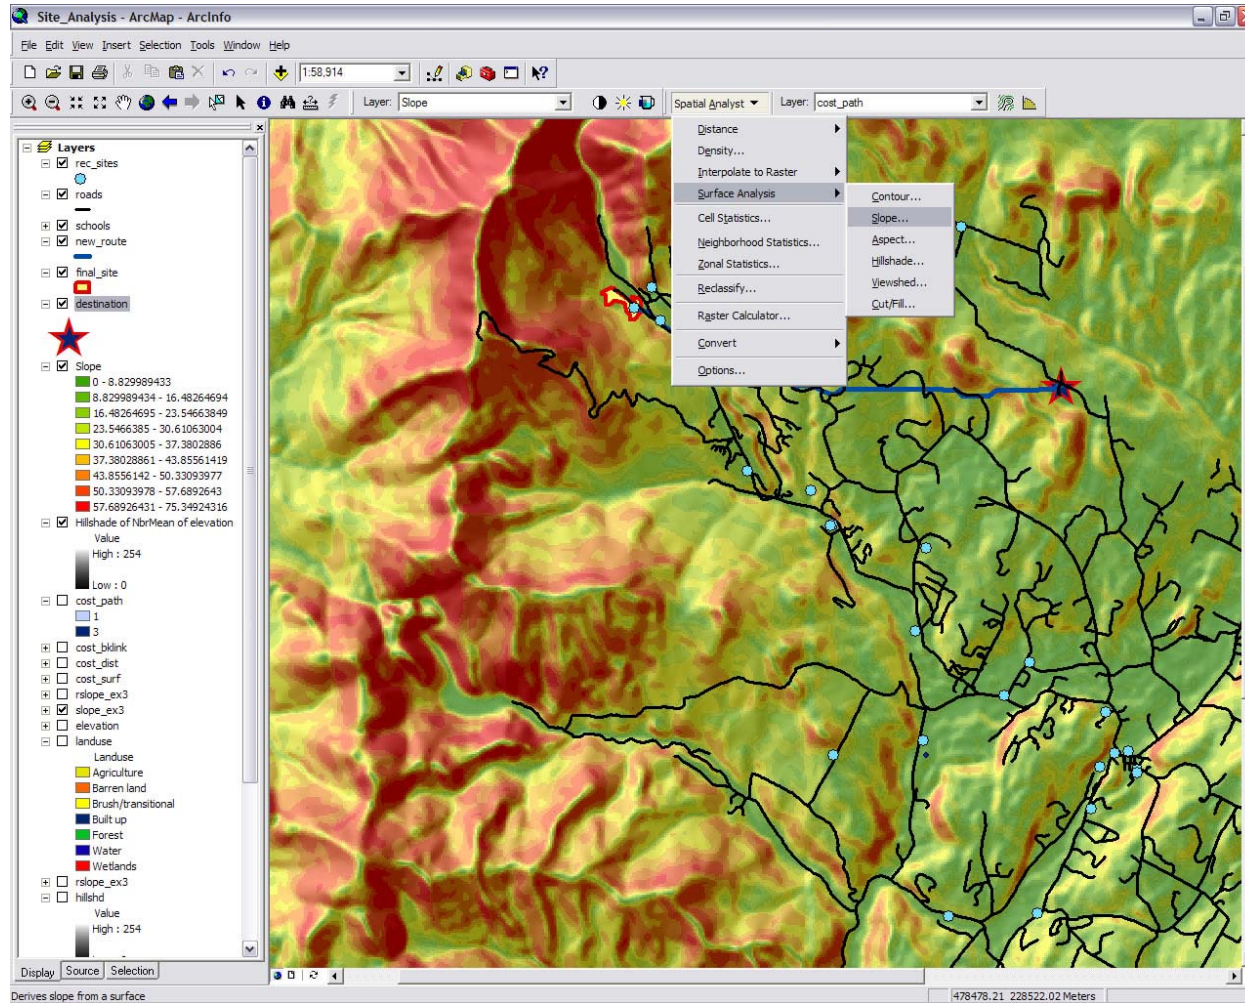 Site_Analysis - ArcMap - ArcInfo
File Edit View Insert Selection Tools Window Help
1:58,914
Layer: Slope Spatial Analyst Layer: cost_path
Distance
Density...
Interpolate to Raster
Surface Analysis
Cell Statistics...
Neighborhood Statistics...
Zonal Statistics...
Reclassify...
Raster Calculator...
Convert
Options...
Contour...
Slope...
Aspect...
Hillshade...
Viewshed...
Cut/Fill...
Layers
rec_sites
roads
schools
new_route
final_site
destination
Slope
0 - 8.829989433
8.829989434 - 16.48264694
16.48264695 - 23.54663849
23.5466385 - 30.61063004
30.61063005 - 37.3802886
37.38028861 - 43.85561419
43.8556142 - 50.33093977
50.33093978 - 57.6892643
57.68926431 - 75.34924316
Hillshade of NbrMean of elevation
Value
High : 254
Low : 0
cost_path
1
3
cost_bklink
cost_dist
cost_surf
rslope_ex3
slope_ex3
elevation
landuse
Landuse
Agriculture
Barren land
Brush/transitional
Built up
Forest
Water
Wetlands
rslope_ex3
hillshd
Value
High : 254
Display Source Selection
Derives slope from a surface 478478.21 228522.02 Meters